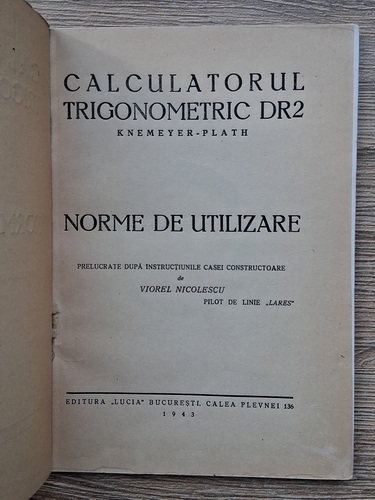 CALCULATORUL
TRIGONOMETRIC DR2
KNEMEYER-PLATH
NORME DE UTILIZARE
PRELUCRATE DUPĂ INSTRUCȚIUNILE CASEI CONSTRUCTOARE
de
VIOREL NICOLESCU
PILOT DE LINIE „LARES"
EDITURA „LUCIA" BUCUREȘTI, CALEA PLEVNEI 136
1943